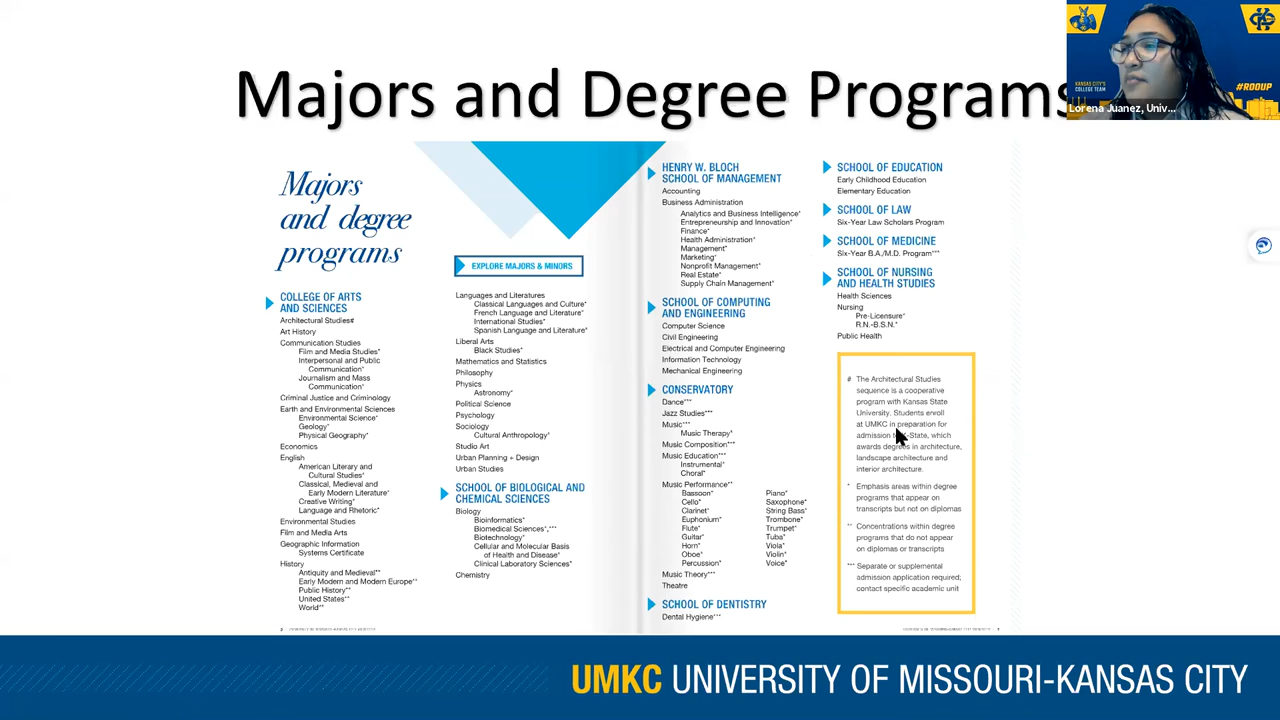 Majors and Degree Programs
KANSAS CITY'S
COLLEGE TEAM
#ROOUP
Lorena Juanez, Univ...
Majors
and degree
programs
EXPLORE MAJORS & MINORS
COLLEGE OF ARTS
AND SCIENCES
Architectural Studies#
Art History
Communication Studies
Film and Media Studies*
Interpersonal and Public
Communication*
Journalism and Mass
Communication*
Criminal Justice and Criminology
Earth and Environmental Sciences
Environmental Science*
Geology*
Physical Geography*
Economics
English
American Literary and
Cultural Studies*
Classical, Medieval and
Early Modern Literature*
Creative Writing*
Language and Rhetoric*
Environmental Studies
Film and Media Arts
Geographic Information
Systems Certificate
History
Antiquity and Medieval**
Early Modern and Modern Europe**
Public History**
United States**
World**
Languages and Literatures
Classical Languages and Culture*
French Language and Literature*
International Studies*
Spanish Language and Literature*
Liberal Arts
Black Studies*
Mathematics and Statistics
Philosophy
Physics
Astronomy*
Political Science
Psychology
Sociology
Cultural Anthropology*
Studio Art
Urban Planning + Design
Urban Studies
SCHOOL OF BIOLOGICAL AND
CHEMICAL SCIENCES
Biology
Bioinformatics*
Biomedical Sciences*,***
Biotechnology*
Cellular and Molecular Basis
of Health and Disease*
Clinical Laboratory Sciences*
Chemistry
HENRY W. BLOCH
SCHOOL OF MANAGEMENT
Accounting
Business Administration
Analytics and Business Intelligence*
Entrepreneurship and Innovation*
Finance*
Health Administration*
Management*
Marketing*
Nonprofit Management*
Real Estate*
Supply Chain Management*
SCHOOL OF COMPUTING
AND ENGINEERING
Computer Science
Civil Engineering
Electrical and Computer Engineering
Information Technology
Mechanical Engineering
CONSERVATORY
Dance***
Jazz Studies***
Music***
Music Therapy*
Music Composition***
Music Education***
Instrumental*
Choral*
Music Performance**
Bassoon*
Cello*
Clarinet*
Euphonium*
Flute*
Guitar*
Horn*
Oboe*
Percussion*
Piano*
Saxophone*
String Bass*
Trombone*
Trumpet*
Tuba*
Viola*
Violin*
Voice*
Music Theory***
Theatre
SCHOOL OF DENTISTRY
Dental Hygiene***
SCHOOL OF EDUCATION
Early Childhood Education
Elementary Education
SCHOOL OF LAW
Six-Year Law Scholars Program
SCHOOL OF MEDICINE
Six-Year B.A./M.D. Program***
SCHOOL OF NURSING
AND HEALTH STUDIES
Health Sciences
Nursing
Pre-Licensure*
R.N.-B.S.N.*
Public Health
# The Architectural Studies
sequence is a cooperative
program with Kansas State
University. Students enroll
at UMKC in preparation for
admission K-State, which
awards degrees in architecture,
landscape architecture and
interior architecture.
* Emphasis areas within degree
programs that appear on
transcripts but not on diplomas
** Concentrations within degree
programs that do not appear
on diplomas or transcripts
*** Separate or supplemental
admission application required;
contact specific academic unit
UMKC UNIVERSITY OF MISSOURI-KANSAS CITY